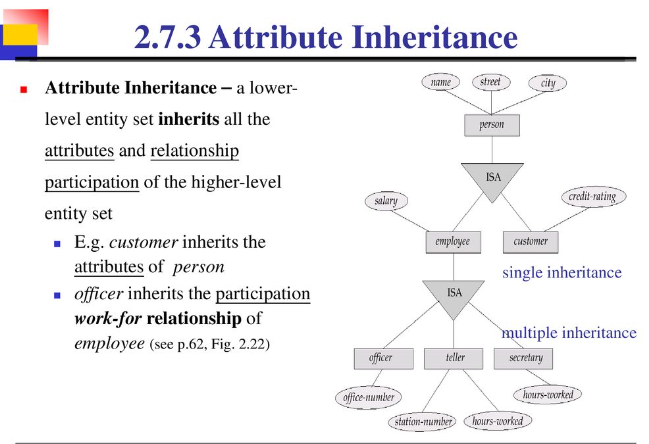 2.7.3 Attribute Inheritance
Attribute Inheritance – a lower-
level entity set inherits all the
attributes and relationship
participation of the higher-level
entity set
E.g. customer inherits the
attributes of person
officer inherits the participation
work-for relationship of
employee (see p.62, Fig. 2.22)
name street city
person
ISA
salary credit-rating
employee customer
single inheritance
ISA
multiple inheritance
officer teller secretary
office-number hours-worked
station-number hours-worked